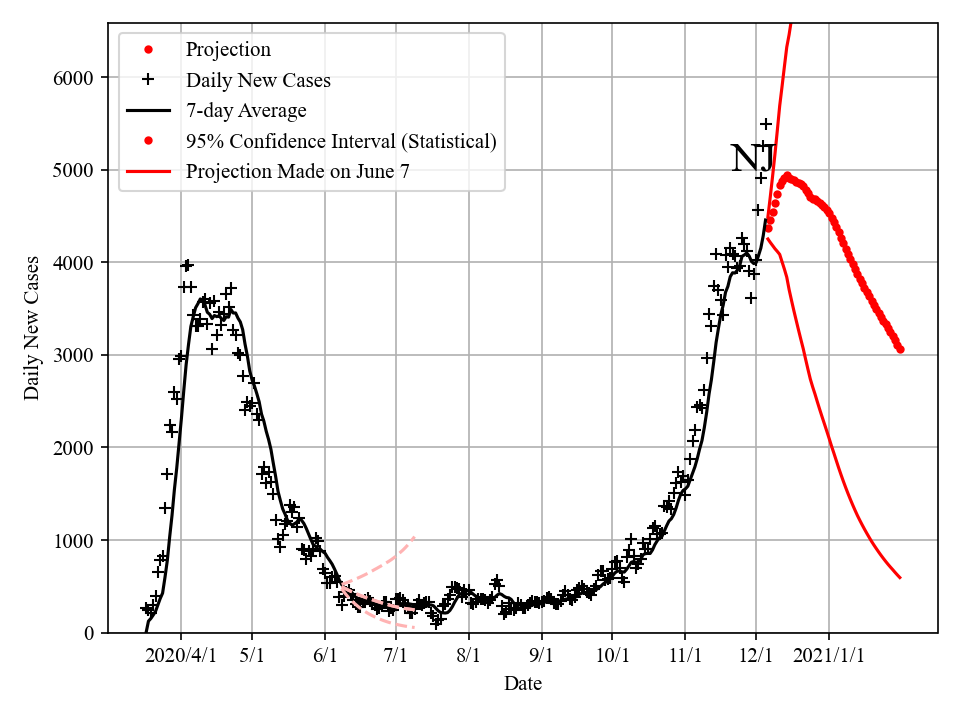 Projection
Daily New Cases
7-day Average
95% Confidence Interval (Statistical)
Projection Made on June 7
NJ
6000
5000
4000
3000
2000
1000
0
Daily New Cases
2020/4/1 5/1 6/1 7/1 8/1 9/1 10/1 11/1 12/1 2021/1/1
Date